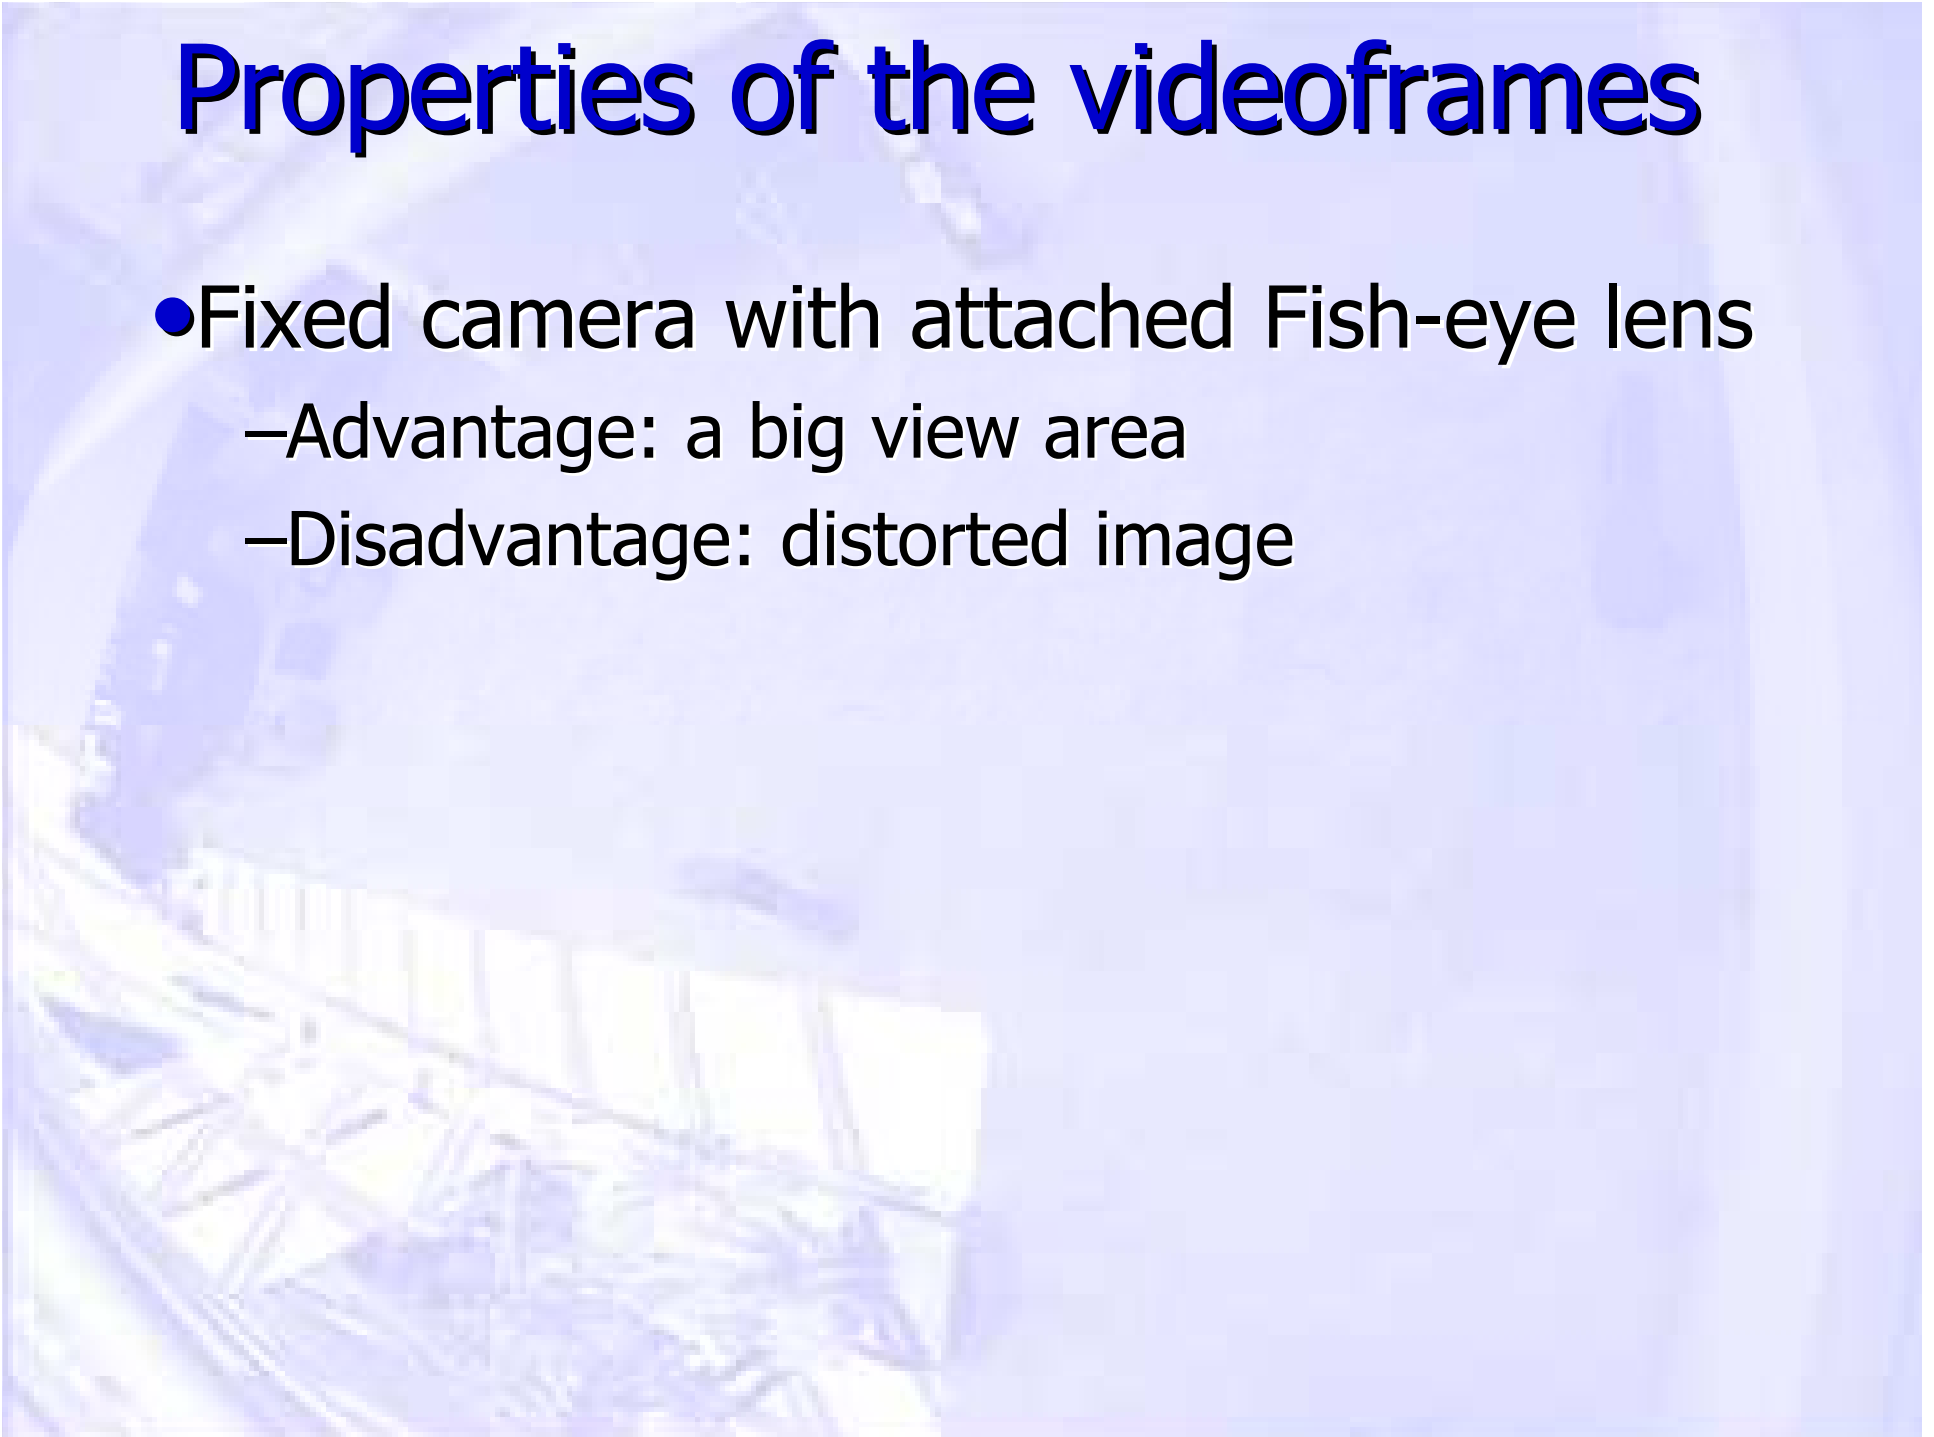 Properties of the videoframes
•Fixed camera with attached Fish-eye lens
–Advantage: a big view area
–Disadvantage: distorted image